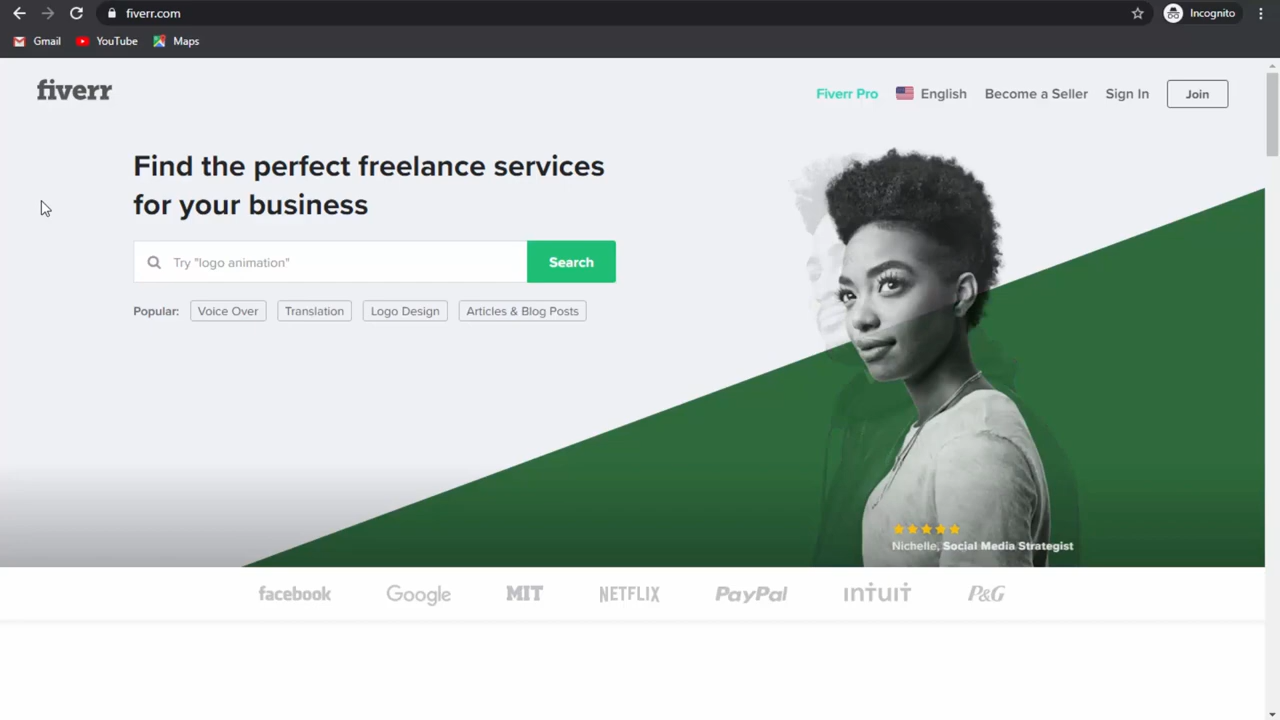 fiverr.com
Incognito
Gmail YouTube Maps
fiverr
Fiverr Pro English Become a Seller Sign In Join
Find the perfect freelance services
for your business
Try "logo animation" Search
Popular: Voice Over Translation Logo Design Articles & Blog Posts
Nichelle, Social Media Strategist
facebook Google MIT NETFLIX PayPal intuit P&G